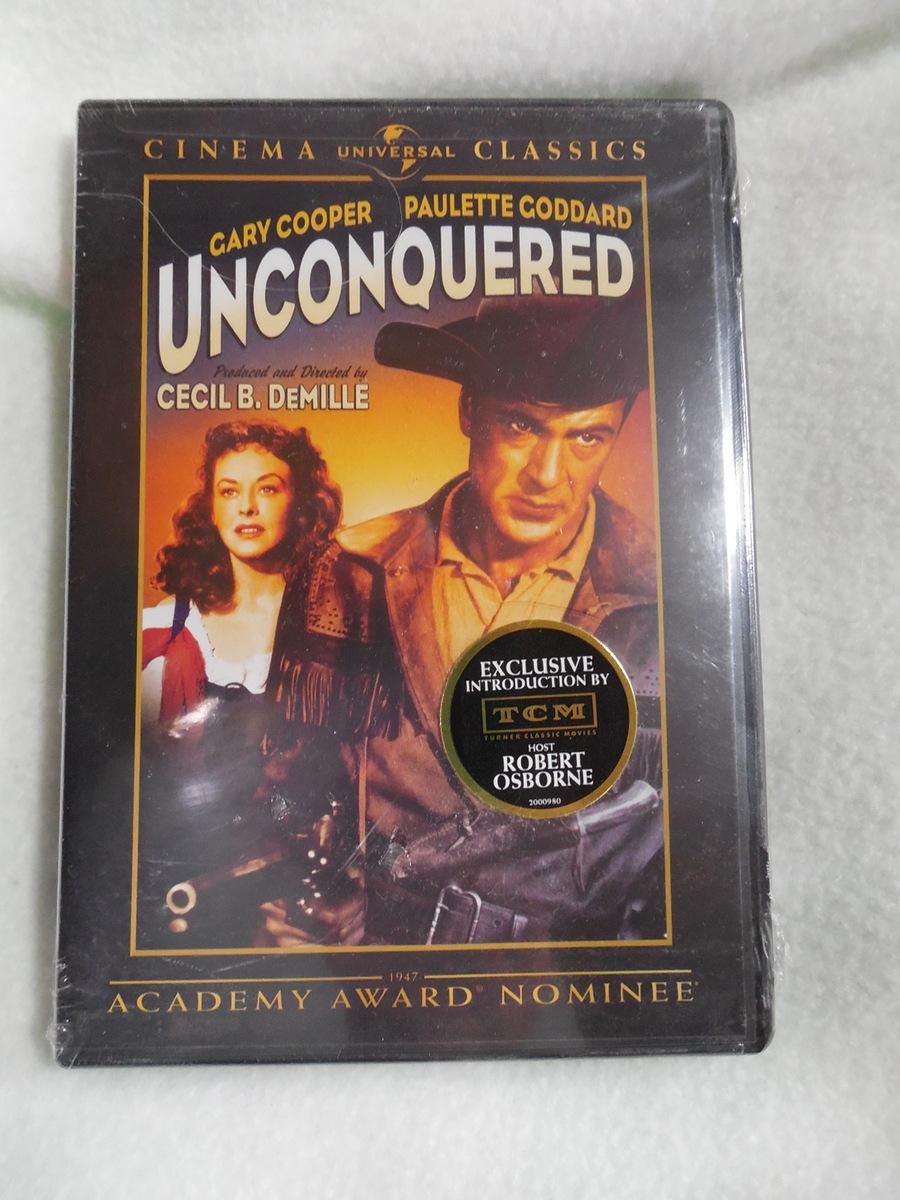 CINEMA UNIVERSAL CLASSICS
GARY COOPER PAULETTE GODDARD
UNCONQUERED
Produced and Directed by
CECIL B. DEMILLE
EXCLUSIVE
INTRODUCTION BY
TCM
TURNER CLASSIC MOVIES
HOST
ROBERT
OSBORNE
2000980
1947
ACADEMY AWARD® NOMINEE®